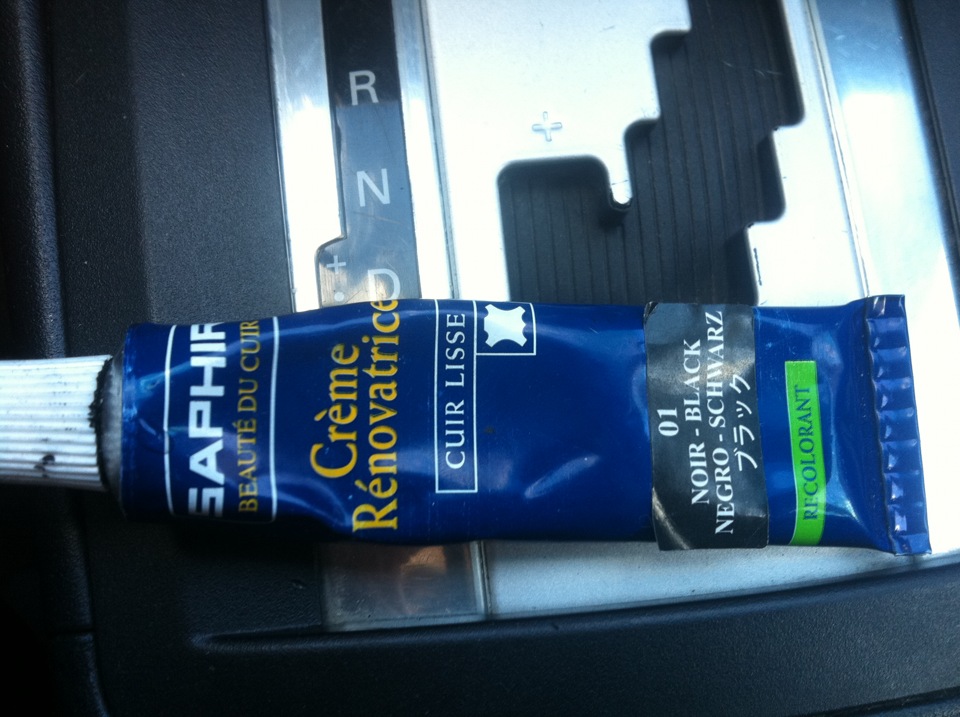 R
N
+
D
+
SAPHIR
BEAUTÉ DU CUIR
Crème
Rénovatrice
CUIR LISSE
01
NOIR - BLACK
NEGRO - SCHWARZ
ブラック
RECOLORANT